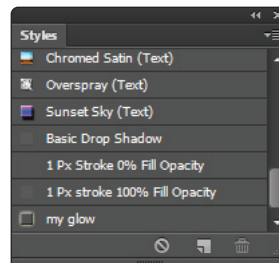 Styles
Chromed Satin (Text)
Overspray (Text)
Sunset Sky (Text)
Basic Drop Shadow
1 Px Stroke 0% Fill Opacity
1 Px stroke 100% Fill Opacity
my glow